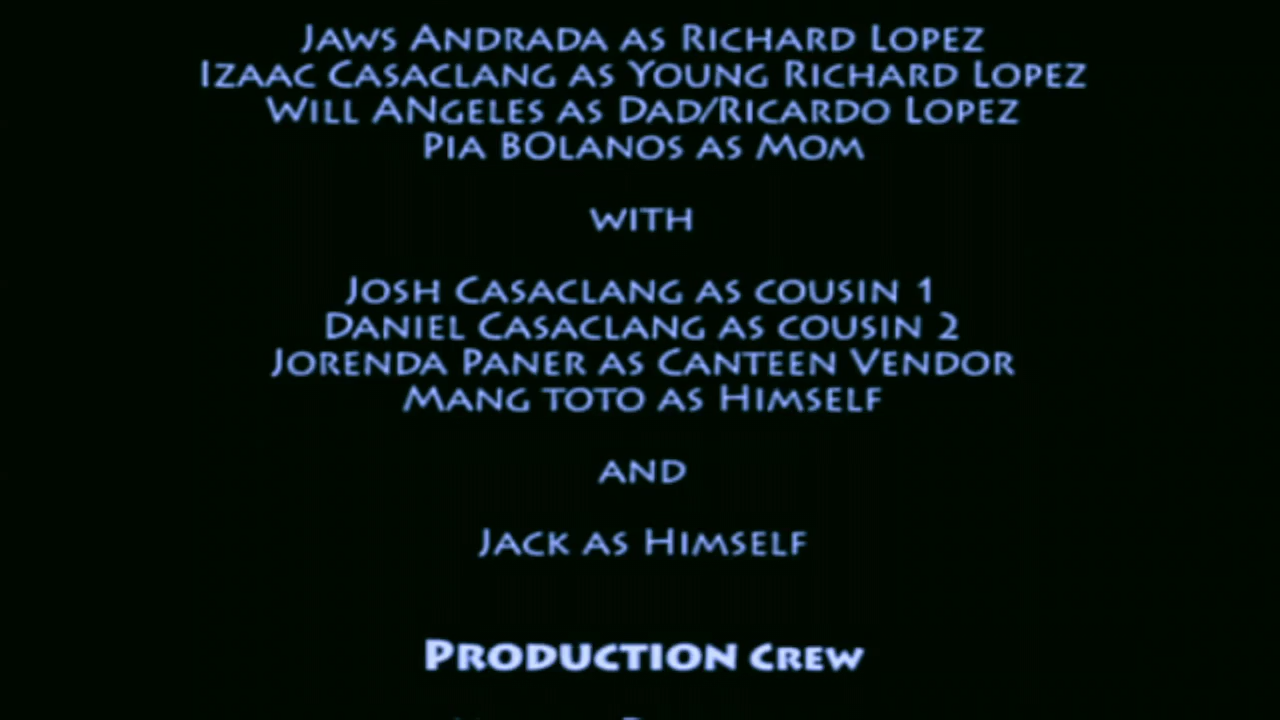 Jaws Andrada as Richard Lopez
Izaac Casaclang as Young Richard Lopez
Will ANgeles as Dad/Ricardo Lopez
Pia BOlanos as Mom
with
Josh Casaclang as cousin 1
Daniel Casaclang as cousin 2
Jorenda Paner as Canteen Vendor
Mang toto as Himself
and
Jack as Himself
Production Crew